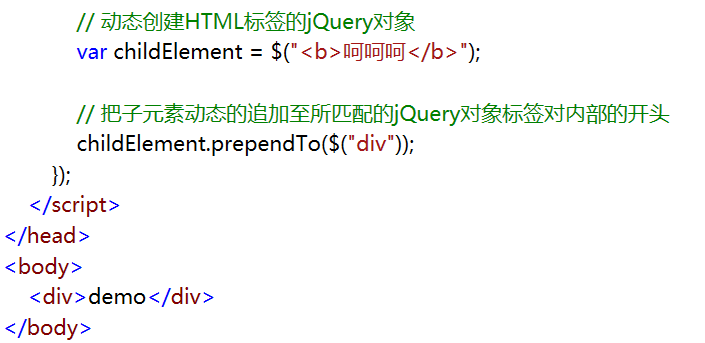 // 动态创建HTML标签的jQuery对象
var childElement = $("<b>呵呵呵</b>");
// 把子元素动态的追加至所匹配的jQuery对象标签对内部的开头
childElement.prependTo($("div"));
});
</script>
</head>
<body>
<div>demo</div>
</body>